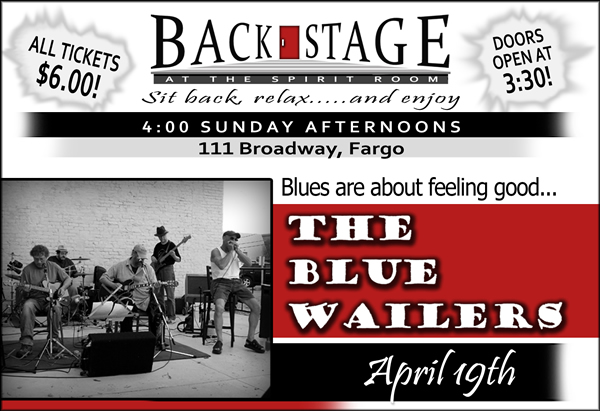 ALL TICKETS
$6.00!
BACKSTAGE
AT THE SPIRIT ROOM
Sit back, relax.....and enjoy
DOORS
OPEN AT
3:30!
4:00 SUNDAY AFTERNOONS
111 Broadway, Fargo
Blues are about feeling good...
THE
BLUE
WAILERS
April 19th